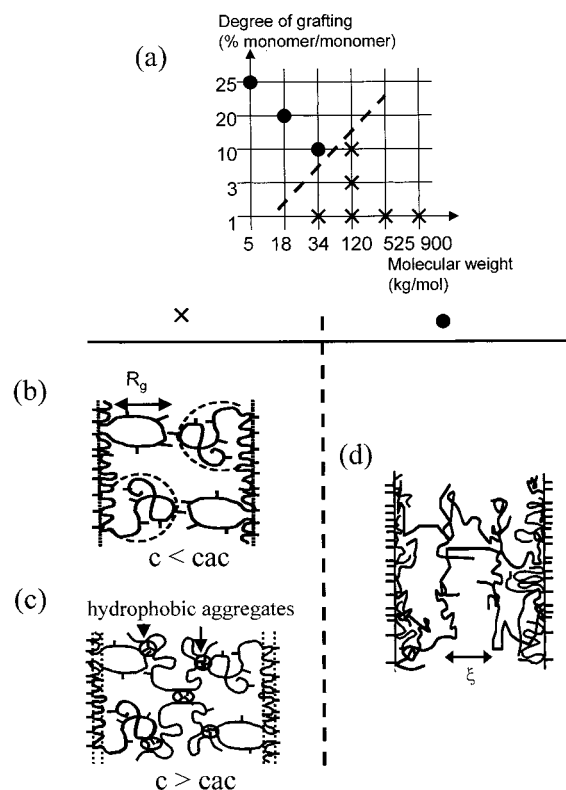 Degree of grafting
(% monomer/monomer)
(a)
25
20
10
3
1
5 18 34 120 525 900
Molecular weight
(kg/mol)
(b)
Rg
c < cac
(c)
hydrophobic aggregates
c > cac
(d)
ξ